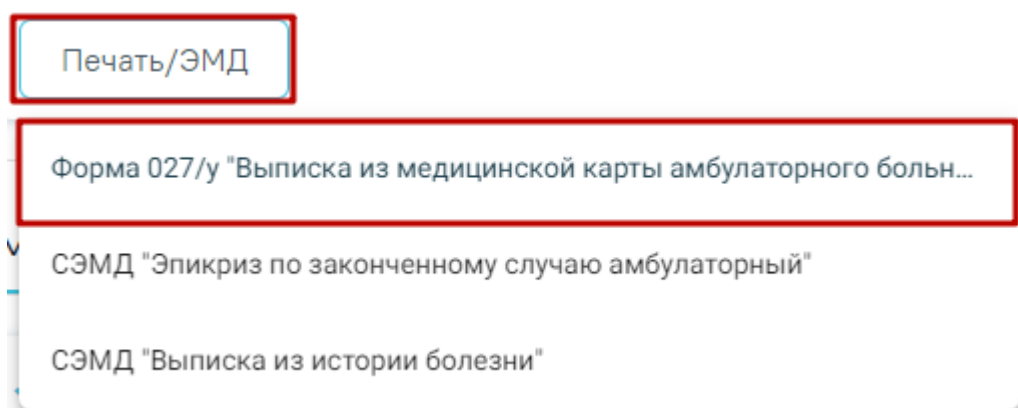 Печать/ЭМД
Форма 027/у "Выписка из медицинской карты амбулаторного больн...
СЭМД "Эпикриз по законченному случаю амбулаторный"
СЭМД "Выписка из истории болезни"